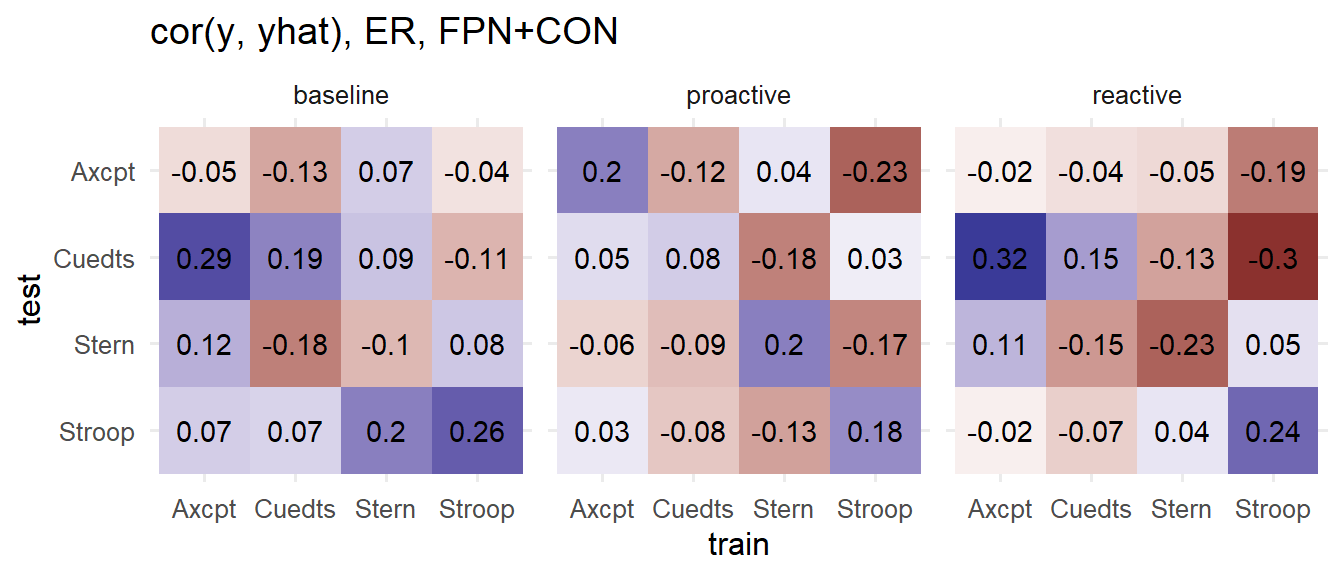 cor(y, yhat), ER, FPN+CON
baseline proactive reactive
Axcpt -0.05 -0.13 0.07 -0.04 0.2 -0.12 0.04 -0.23 -0.02 -0.04 -0.05 -0.19
Cuedts 0.29 0.19 0.09 -0.11 0.05 0.08 -0.18 0.03 0.32 0.15 -0.13 -0.3
test
Stern 0.12 -0.18 -0.1 0.08 -0.06 -0.09 0.2 -0.17 0.11 -0.15 -0.23 0.05
Stroop 0.07 0.07 0.2 0.26 0.03 -0.08 -0.13 0.18 -0.02 -0.07 0.04 0.24
Axcpt Cuedts Stern Stroop Axcpt Cuedts Stern Stroop Axcpt Cuedts Stern Stroop
train